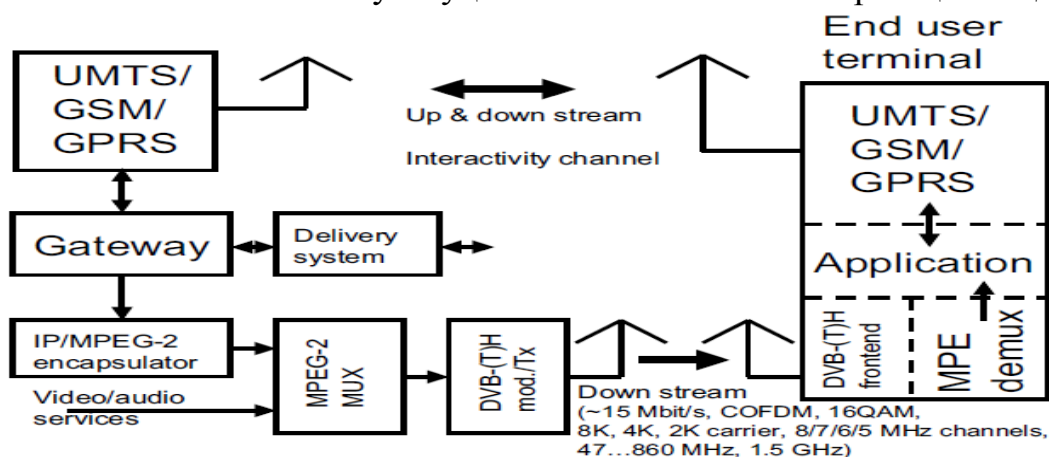 End user
terminal
UMTS/
GSM/
GPRS
Up & down stream
Interactivity channel
UMTS/
GSM/
GPRS
Gateway
Delivery
system
Application
IP/MPEG-2
encapsulator
Video/audio
services
MPEG-2
MUX
DVB-(T)H
mod./Tx
DVB-(T)H
frontend
MPE
demux
Down stream
(~15 Mbit/s, COFDM, 16QAM,
8K, 4K, 2K carrier, 8/7/6/5 MHz channels,
47...860 MHz, 1.5 GHz)